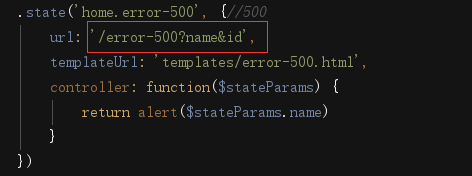 .state('home.error-500', {//500
url: '/error-500?name&id',
templateUrl: 'templates/error-500.html',
controller: function($stateParams) {
return alert($stateParams.name)
}
})